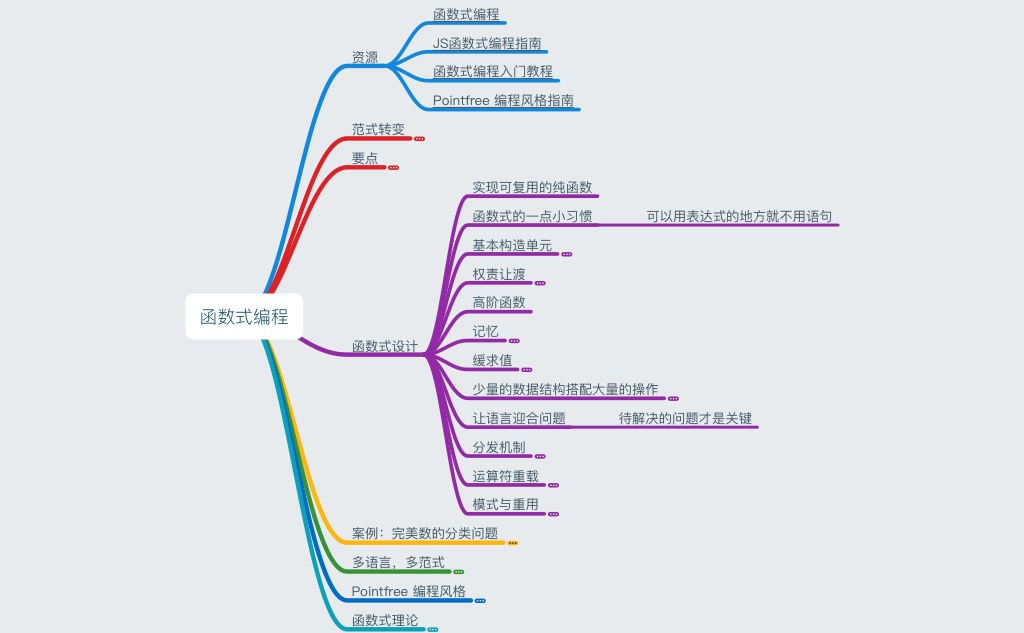 函数式编程
JS函数式编程指南
函数式编程入门教程
Pointfree 编程风格指南
资源
范式转变
要点
实现可复用的纯函数
函数式的一点小习惯
可以用表达式的地方就不用语句
基本构造单元
权责让渡
高阶函数
记忆
缓求值
少量的数据结构搭配大量的操作
让语言迎合问题
待解决的问题才是关键
分发机制
运算符重载
模式与重用
函数式编程
函数式设计
案例：完美数的分类问题
多语言，多范式
Pointfree 编程风格
函数式理论